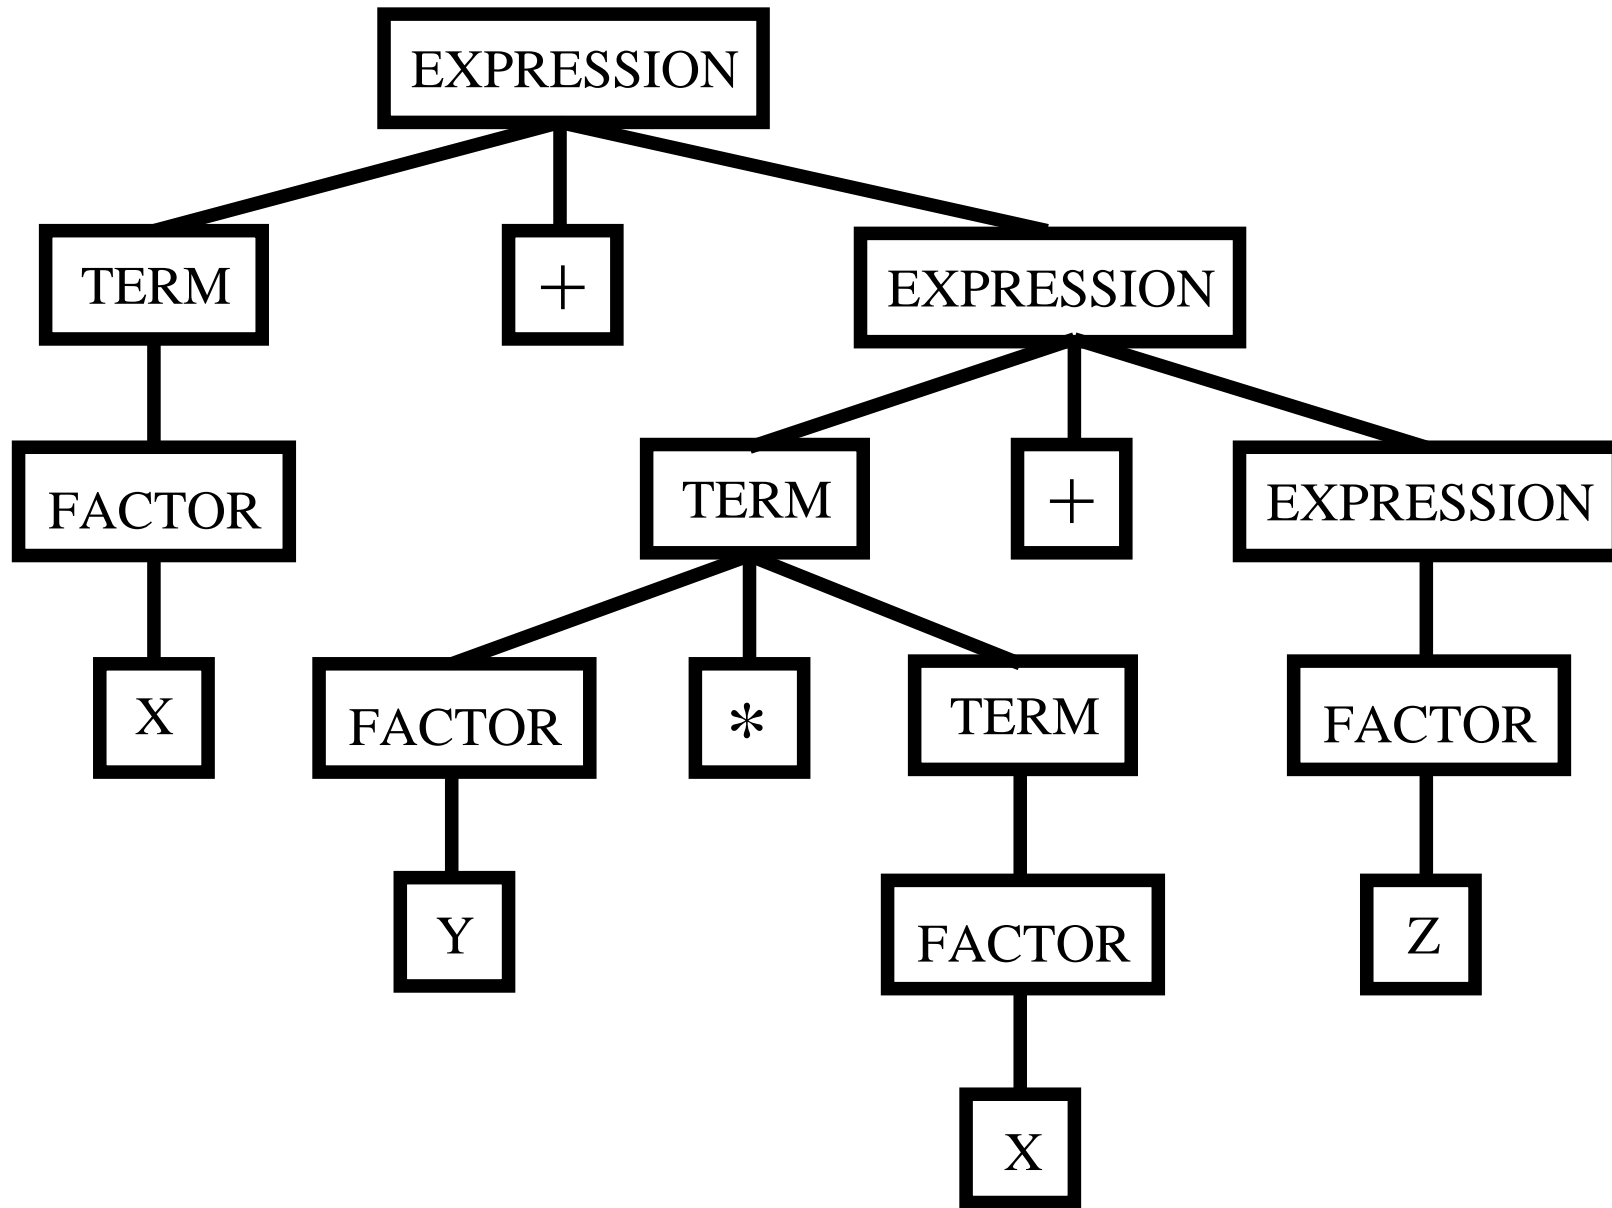 EXPRESSION
TERM
+
EXPRESSION
FACTOR
TERM
+
EXPRESSION
X
FACTOR
*
TERM
FACTOR
Y
FACTOR
Z
X